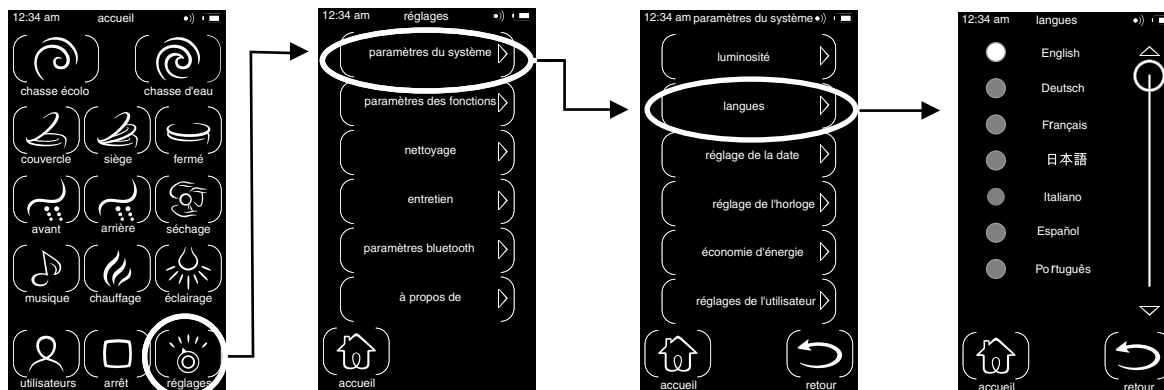 12:34 am accueil
chasse écolo chasse d'eau
couvercle siège fermé
avant arrière séchage
musique chauffage éclairage
utilisateurs arrêt réglages
12:34 am réglages
paramètres du système
paramètres des fonctions
nettoyage
entretien
paramètres bluetooth
à propos de
accueil
12:34 am paramètres du système
luminosité
langues
réglage de la date
réglage de l'horloge
économie d'énergie
réglages de l'utilisateur
accueil retour
12:34 am langues
English
Deutsch
Français
日本語
Italiano
Español
Português
accueil retour